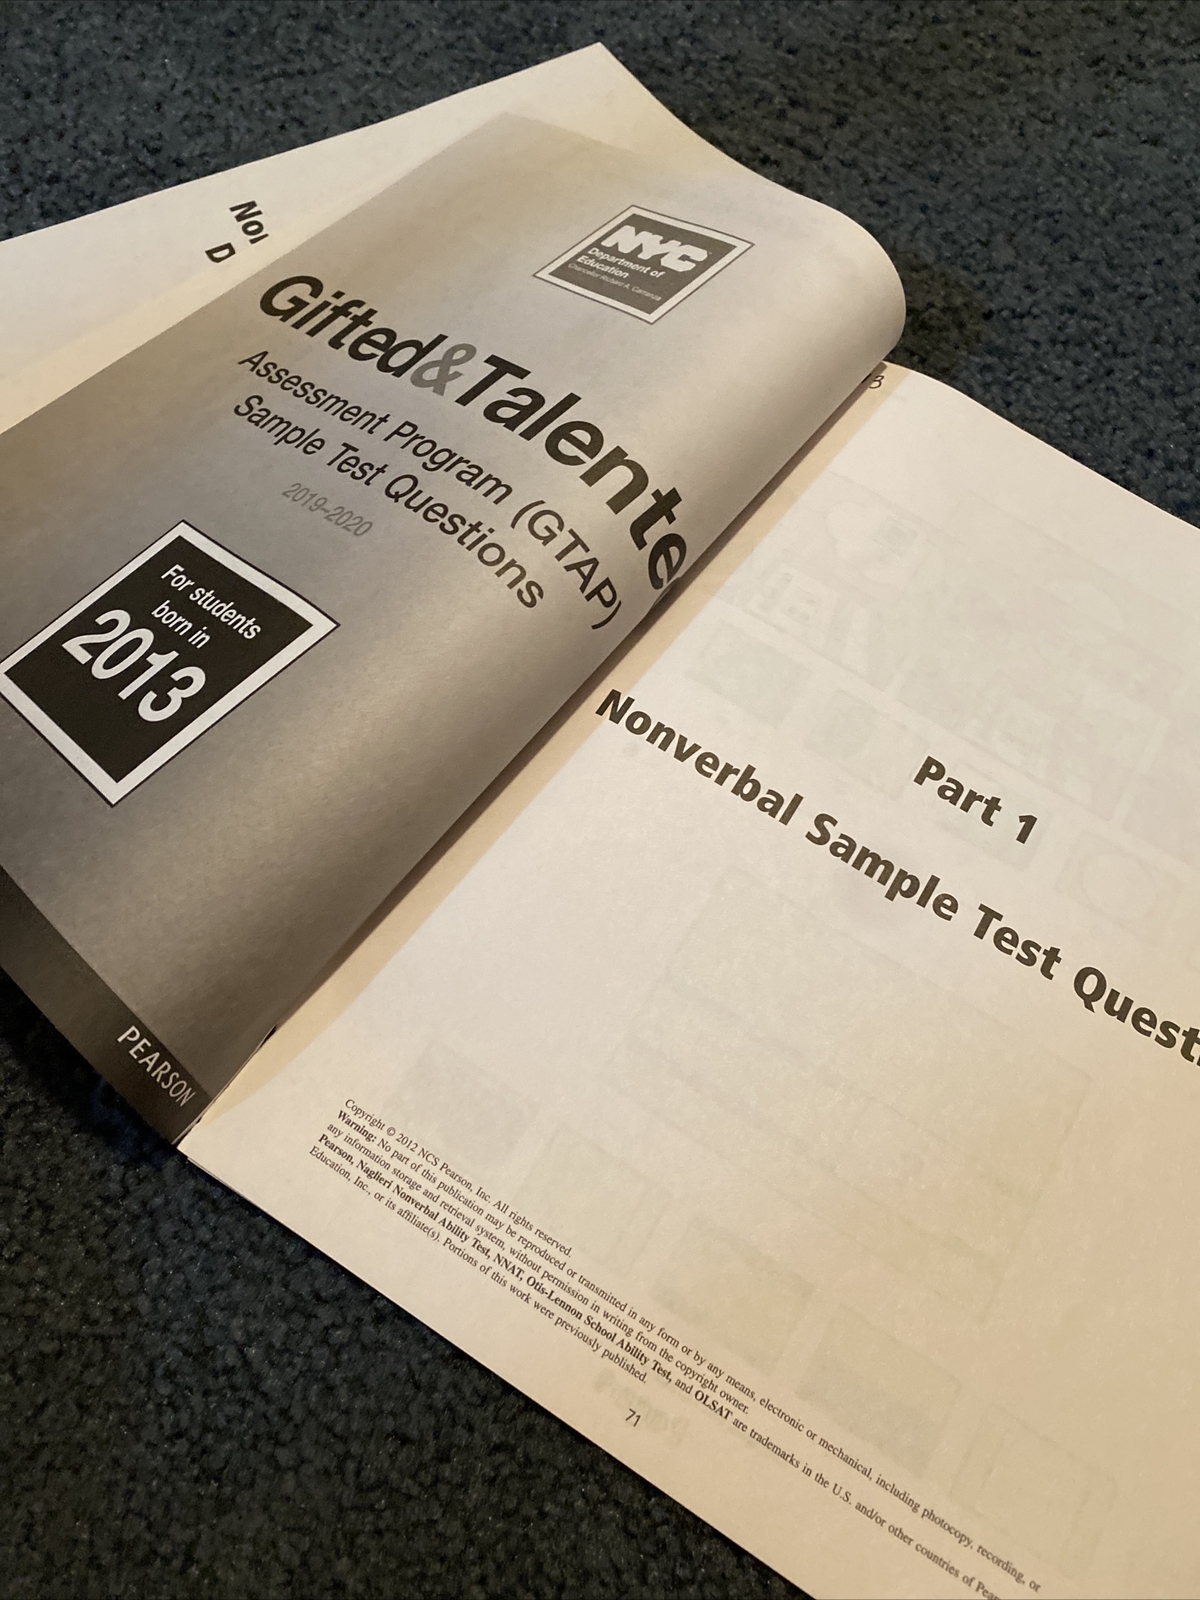 Nor
D
NYC
Department of
Education
Chancellor Richard A. Carranza
Gifted&Talente
Assessment Program (GTAP)
Sample Test Questions
2019–2020
For students
born in
2013
PEARSON
3
Part 1
Nonverbal Sample Test Questi
Copyright © 2012 NCS Pearson, Inc. All rights reserved.
Warning: No part of this publication may be reproduced or transmitted in any form or by any means, electronic or mechanical, including photocopy, recording, or
any information storage and retrieval system, without permission in writing from the copyright owner.
Pearson, Naglieri Nonverbal Ability Test, NNAT, Otis-Lennon School Ability Test, and OLSAT are trademarks in the U.S. and/or other countries of Pear
Education, Inc., or its affiliate(s). Portions of this work were previously published.
71